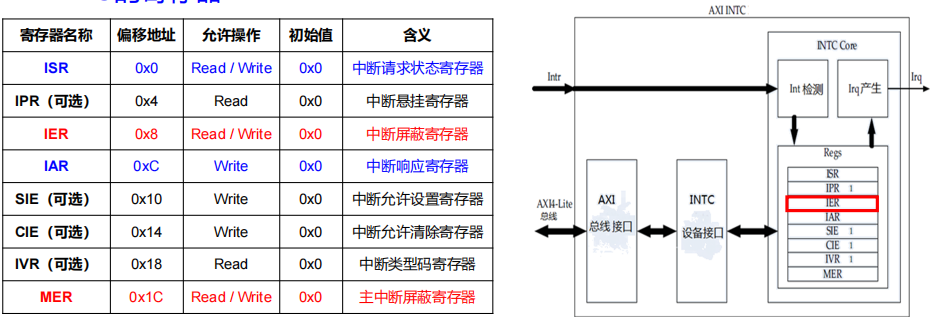 寄存器名称 偏移地址 允许操作 初始值 含义
ISR 0x0 Read / Write 0x0 中断请求状态寄存器
IPR（可选） 0x4 Read 0x0 中断悬挂寄存器
IER 0x8 Read / Write 0x0 中断屏蔽寄存器
IAR 0xC Write 0x0 中断响应寄存器
SIE（可选） 0x10 Write 0x0 中断允许设置寄存器
CIE（可选） 0x14 Write 0x0 中断允许清除寄存器
IVR（可选） 0x18 Read 0x0 中断类型码寄存器
MER 0x1C Read / Write 0x0 主中断屏蔽寄存器
AXI INTC
INTC Core
Intr
Int 检测
Irq 产生
Irq
Regs
ISR
IPR 1
IER
IAR
SIE 1
CIE 1
IVR 1
MER
AXI4-Lite
总线
AXI
总线接口
INTC
设备接口